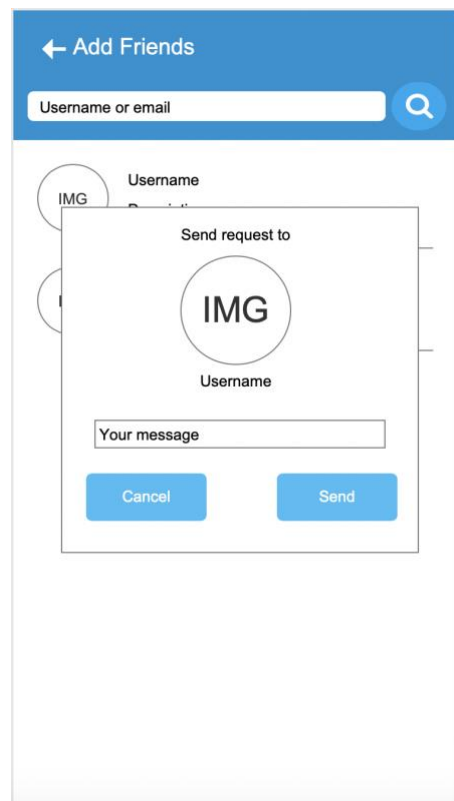 Add Friends
Username or email
IMG
Username
Send request to
IMG
Username
Your message
Cancel
Send